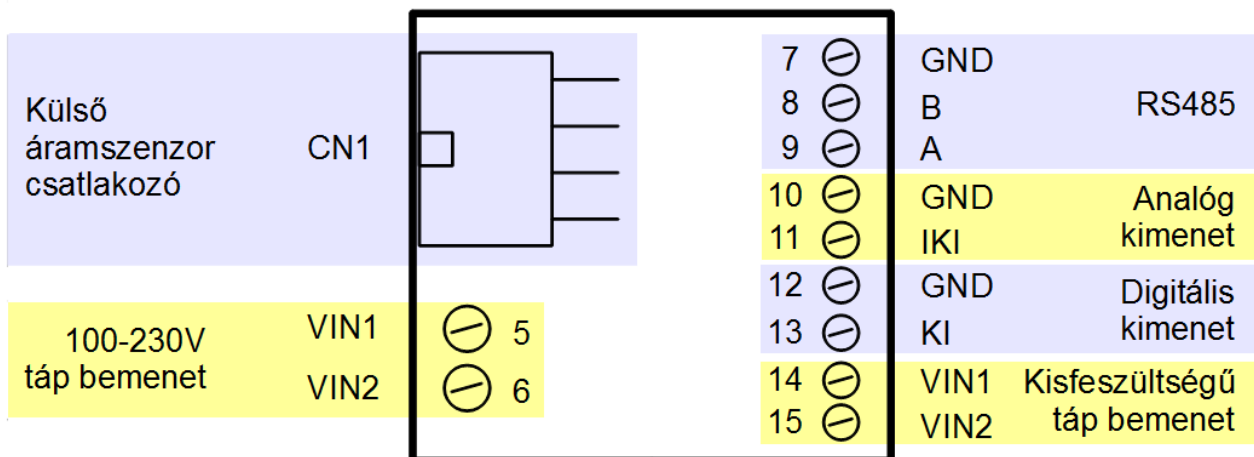 Külső
áramszenzor
csatlakozó
CN1
100-230V
táp bemenet
VIN1
5
VIN2
6
7 GND
8 B
9 A
RS485
10 GND
11 IKI
Analóg
kimenet
12 GND
13 KI
Digitális
kimenet
14 VIN1
15 VIN2
Kisfeszültségű
táp bemenet